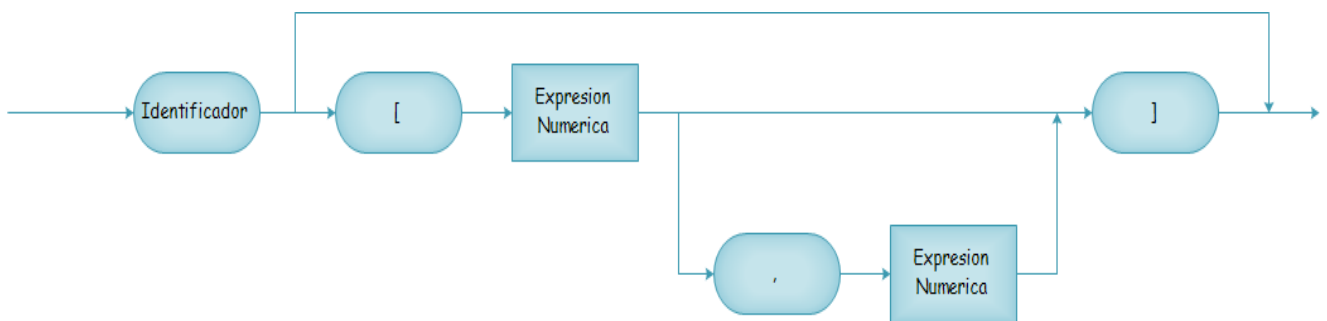 Identificador
[
Expresion
Numerica
]
,
Expresion
Numerica